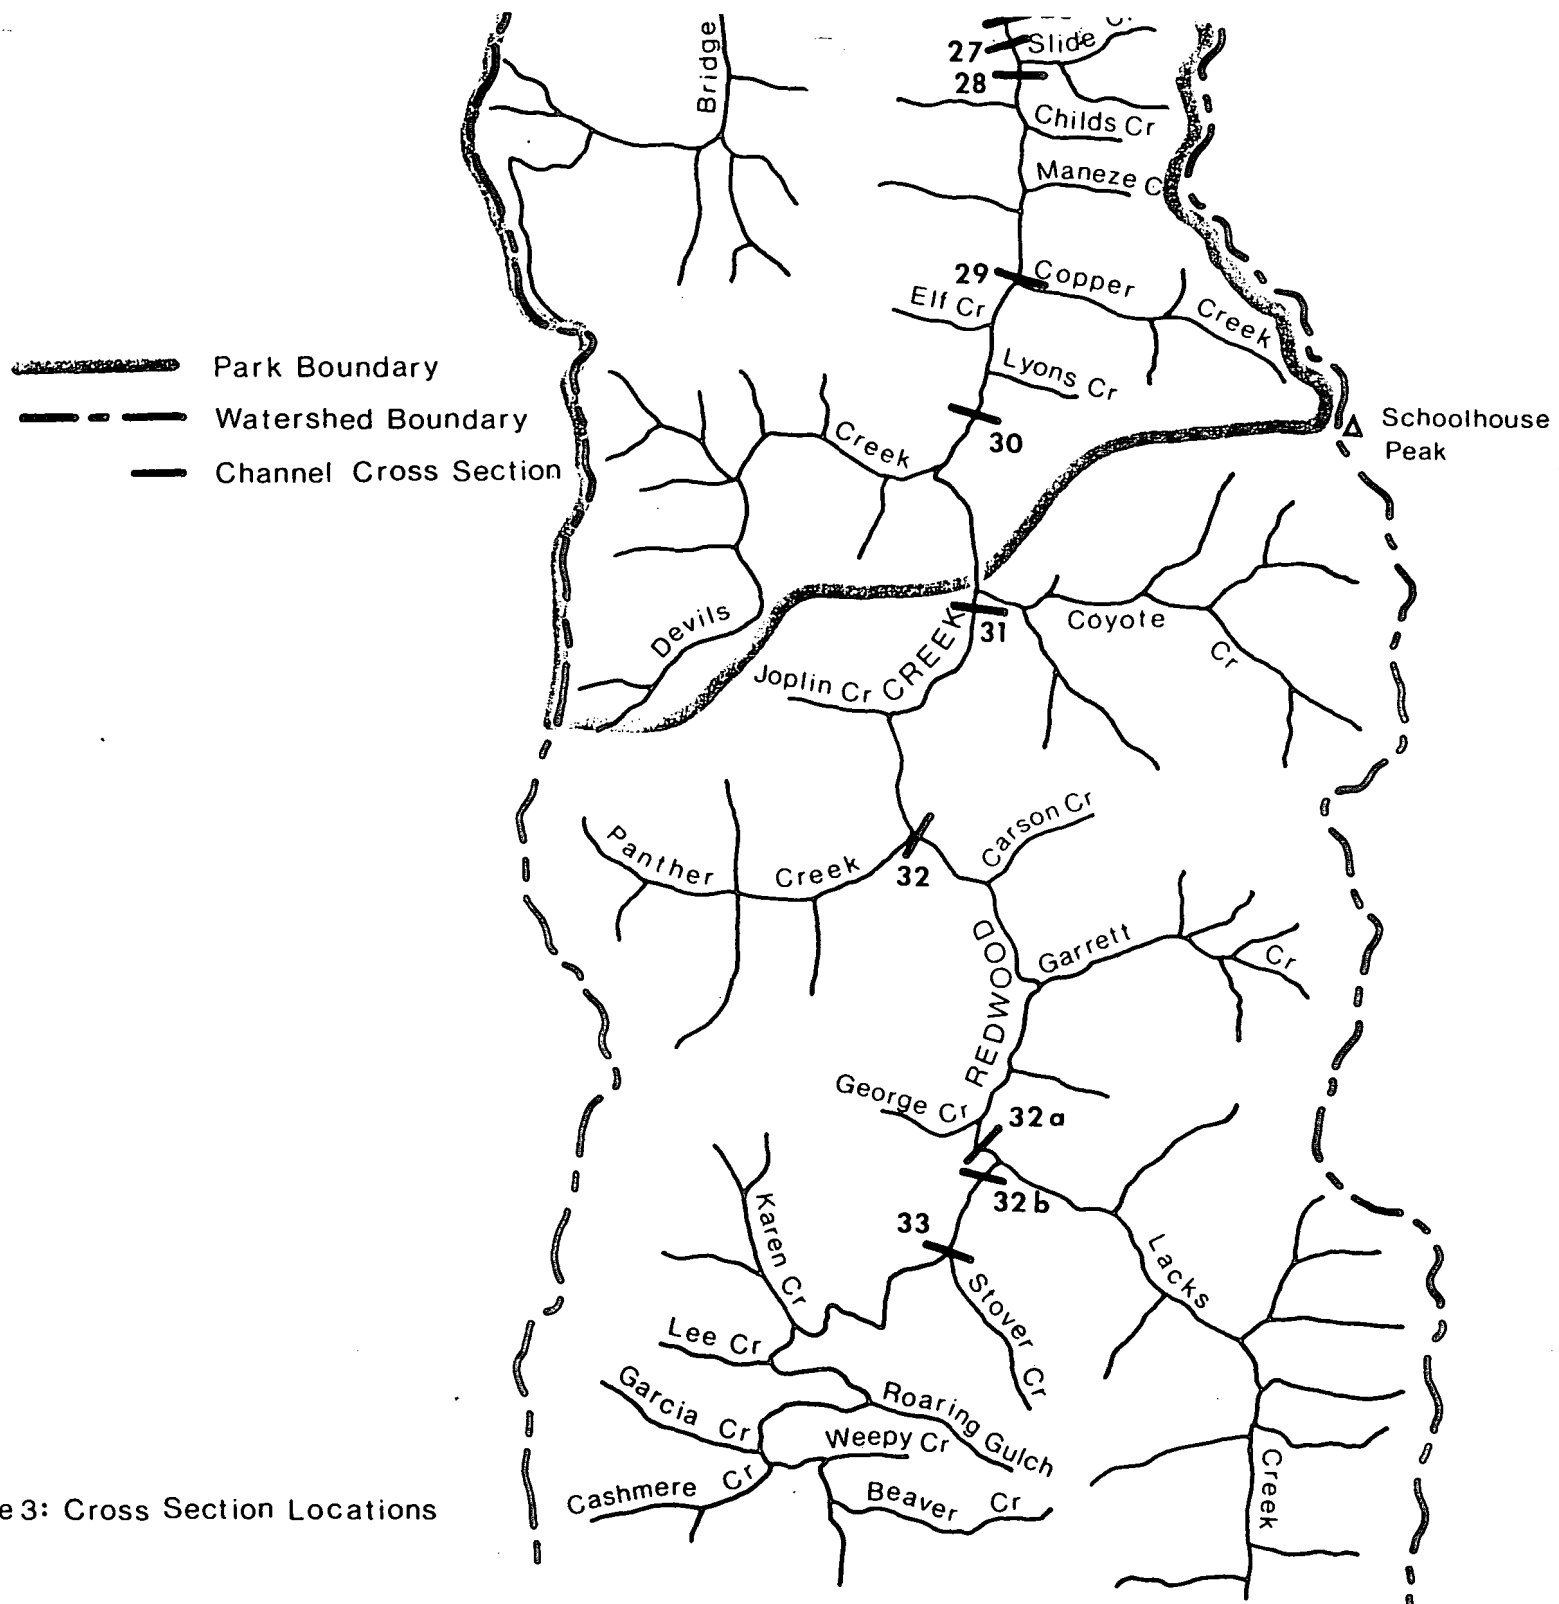 Bridge
27
Slide
28
Childs Cr
Maneze C
29
Copper
Creek
Elf Cr
Lyons Cr
30
Park Boundary
Watershed Boundary
Channel Cross Section
Schoolhouse
Peak
Creek
Devils
31
Coyote
Cr
CREEK
Joplin Cr
Carson Cr
Panther Creek
32
REDWOOD
Garrett
Cr
George Cr
32a
32b
33
Karen Cr
Stover Cr
Lacks
Creek
Lee Cr
Garcia Cr
Roaring Gulch
Weepy Cr
Cashmere Cr
Beaver Cr
e 3: Cross Section Locations